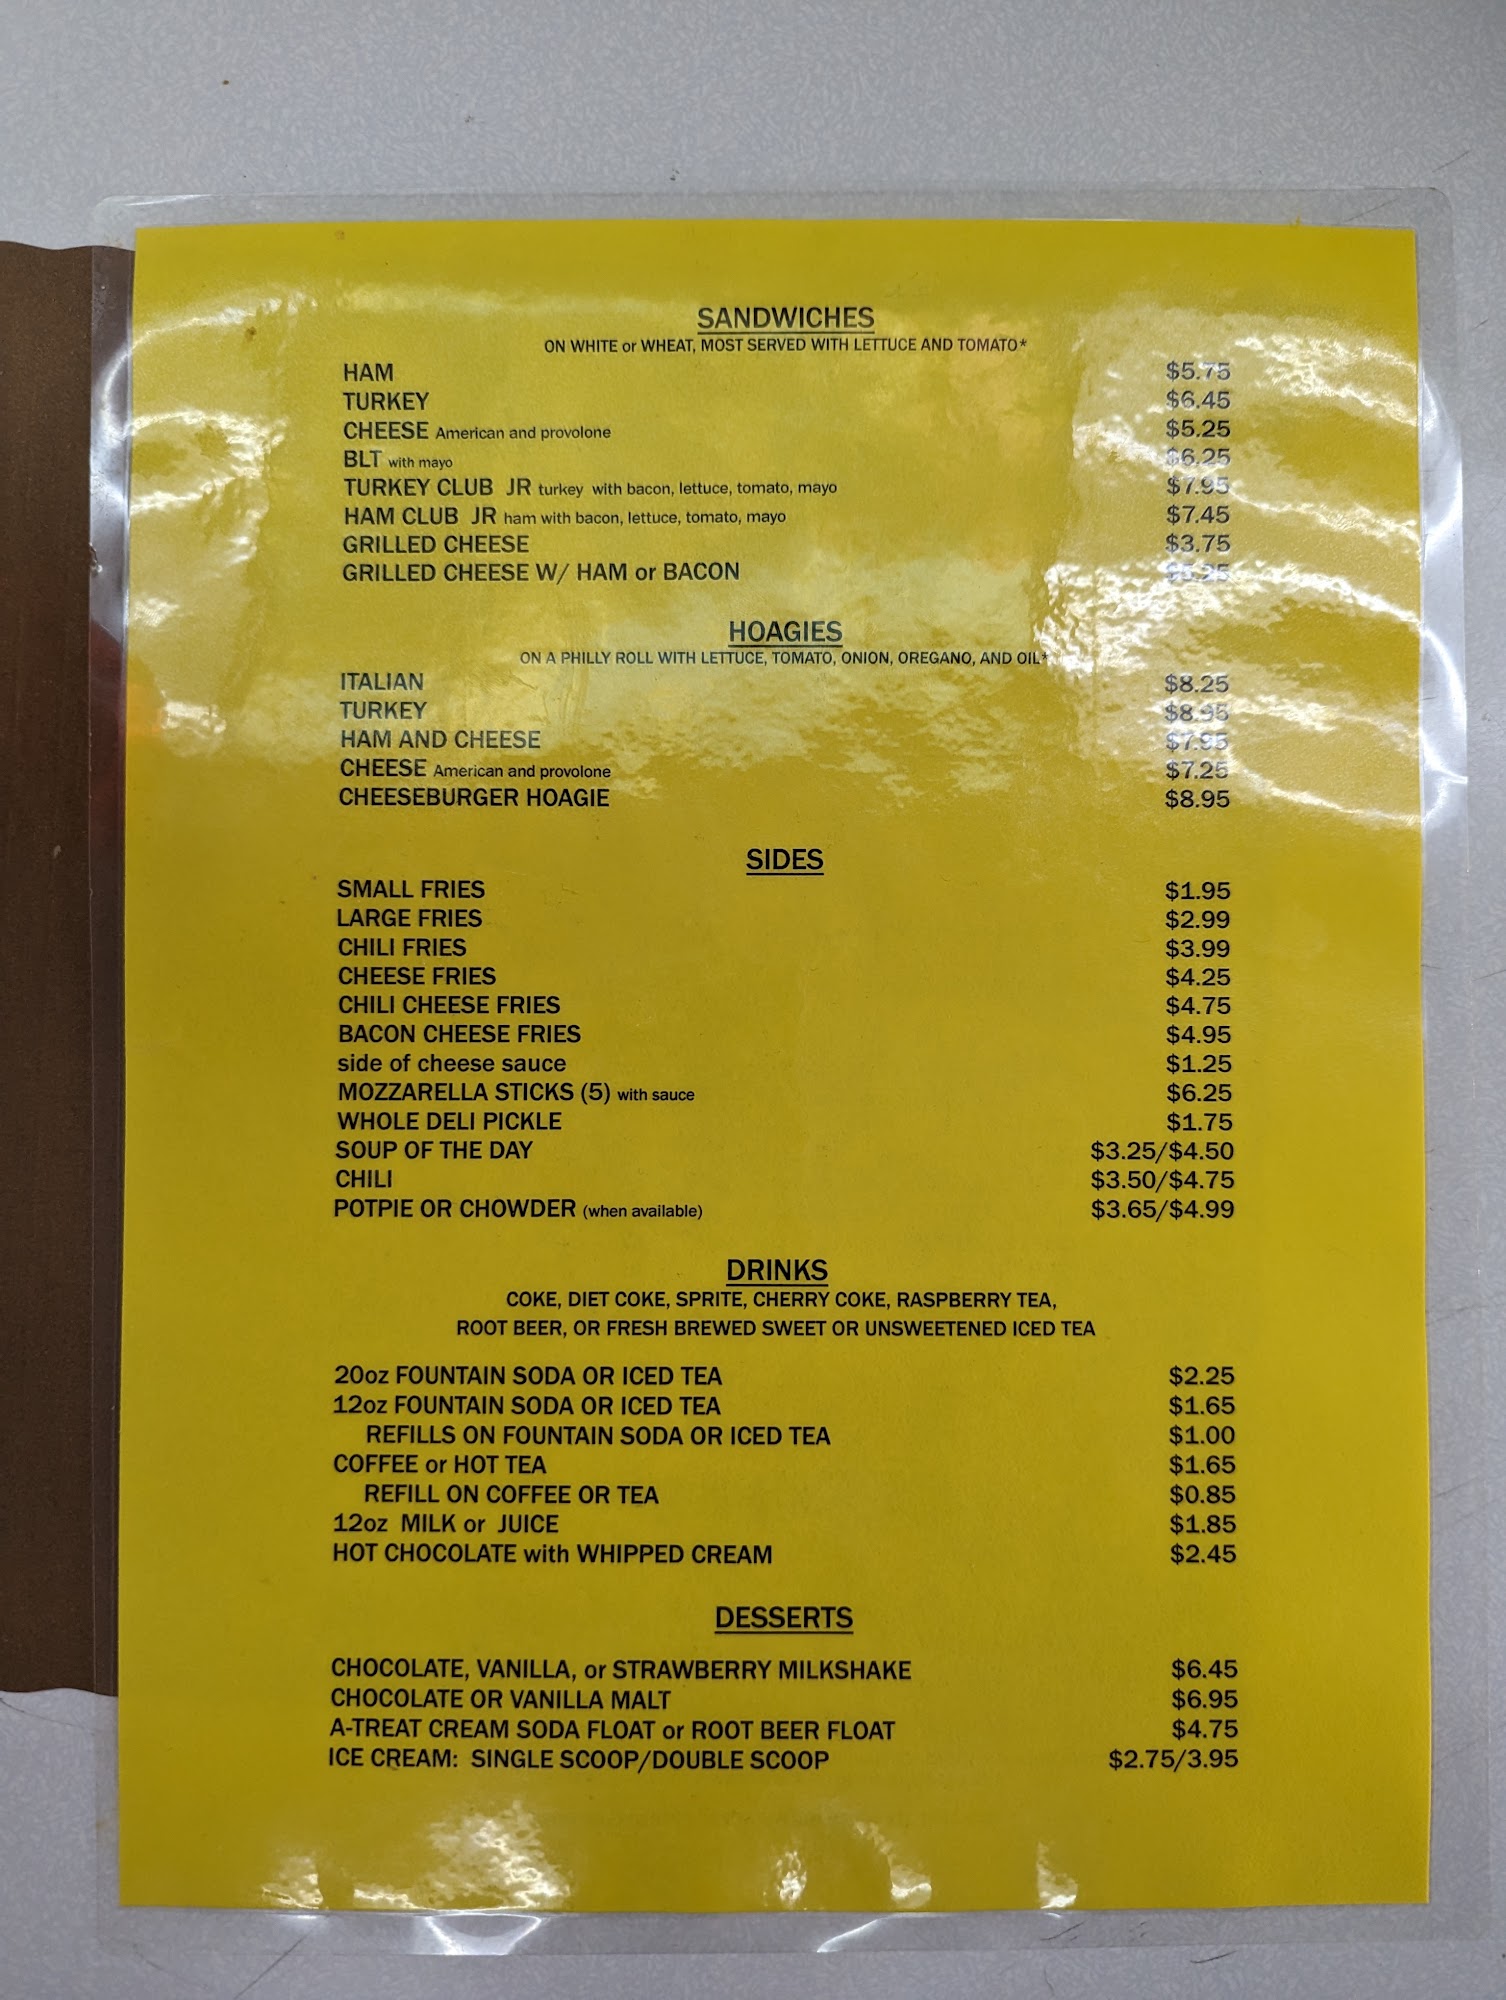 SANDWICHES
ON WHITE or WHEAT, MOST SERVED WITH LETTUCE AND TOMATO*
HAM $5.75
TURKEY $6.45
CHEESE American and provolone $5.25
BLT with mayo $6.25
TURKEY CLUB JR turkey with bacon, lettuce, tomato, mayo $7.95
HAM CLUB JR ham with bacon, lettuce, tomato, mayo $7.45
GRILLED CHEESE $3.75
GRILLED CHEESE W/ HAM or BACON
HOAGIES
ON A PHILLY ROLL WITH LETTUCE, TOMATO, ONION, OREGANO, AND OIL*
ITALIAN $8.25
TURKEY $8.95
HAM AND CHEESE $7.95
CHEESE American and provolone $7.25
CHEESEBURGER HOAGIE $8.95
SIDES
SMALL FRIES $1.95
LARGE FRIES $2.99
CHILI FRIES $3.99
CHEESE FRIES $4.25
CHILI CHEESE FRIES $4.75
BACON CHEESE FRIES $4.95
side of cheese sauce $1.25
MOZZARELLA STICKS (5) with sauce $6.25
WHOLE DELI PICKLE $1.75
SOUP OF THE DAY $3.25/$4.50
CHILI $3.50/$4.75
POTPIE OR CHOWDER (when available) $3.65/$4.99
DRINKS
COKE, DIET COKE, SPRITE, CHERRY COKE, RASPBERRY TEA,
ROOT BEER, OR FRESH BREWED SWEET OR UNSWEETENED ICED TEA
20oz FOUNTAIN SODA OR ICED TEA $2.25
12oz FOUNTAIN SODA OR ICED TEA $1.65
REFILLS ON FOUNTAIN SODA OR ICED TEA $1.00
COFFEE or HOT TEA $1.65
REFILL ON COFFEE OR TEA $0.85
12oz MILK or JUICE $1.85
HOT CHOCOLATE with WHIPPED CREAM $2.45
DESSERTS
CHOCOLATE, VANILLA, or STRAWBERRY MILKSHAKE $6.45
CHOCOLATE OR VANILLA MALT $6.95
A-TREAT CREAM SODA FLOAT or ROOT BEER FLOAT $4.75
ICE CREAM: SINGLE SCOOP/DOUBLE SCOOP $2.75/3.95